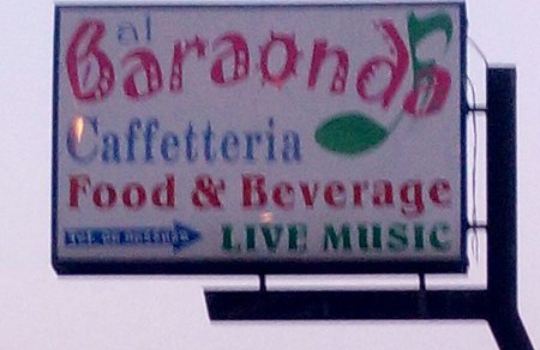 al
Baraonda
Caffetteria
Food & Beverage
LIVE MUSIC